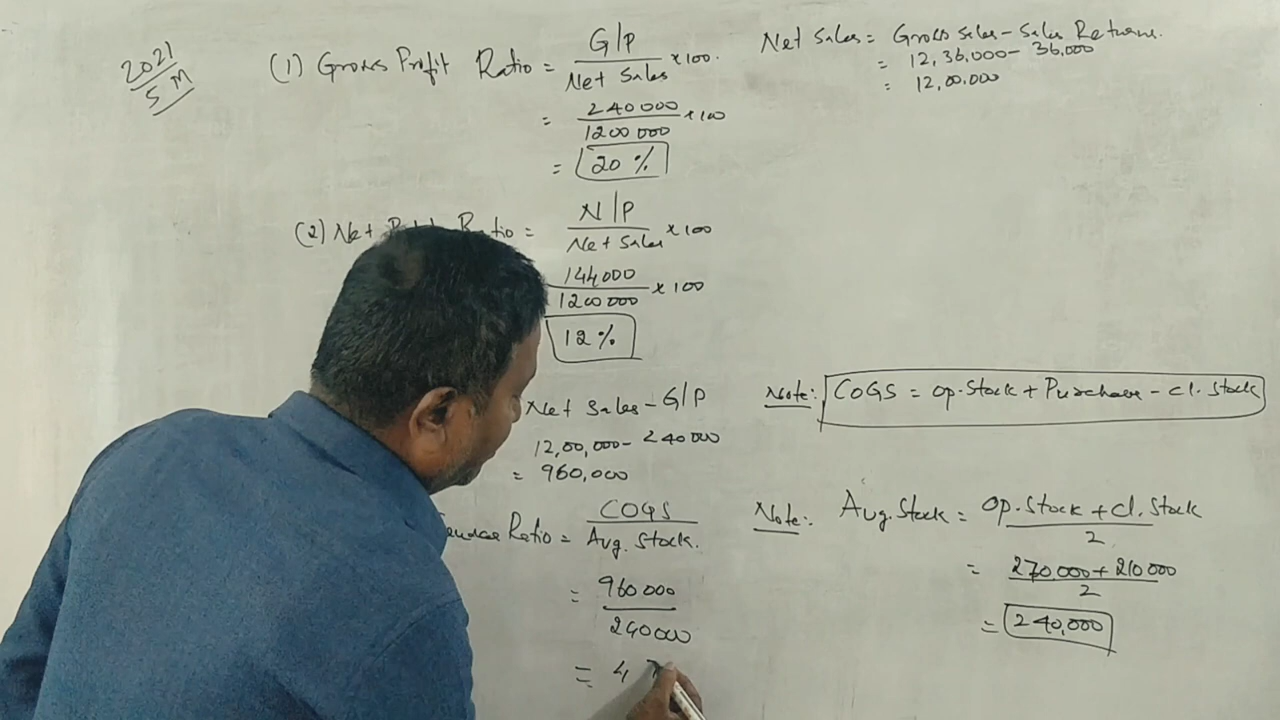 2021
5 M
(1) Gross Profit Ratio = G/P / Net Sales × 100.
= 240000 / 1200000 × 100
= 20 %
Net Sales = Gross Sales - Sales Returns.
= 12,36,000 - 36,000
= 12,00,000
(2) Net Ratio = N/P / Net Sales × 100
144000 / 1200000 × 100
12 %
Net Sales - G/P
12,00,000 - 240000
= 960,000
Note: COGS = Op. Stock + Purchases - Cl. Stock
Ratio = COGS / Avg. Stock.
= 960000 / 240000
= 4
Note: Avg. Stock = Op. Stock + Cl. Stock / 2
= 270,000 + 210000 / 2
= 240,000